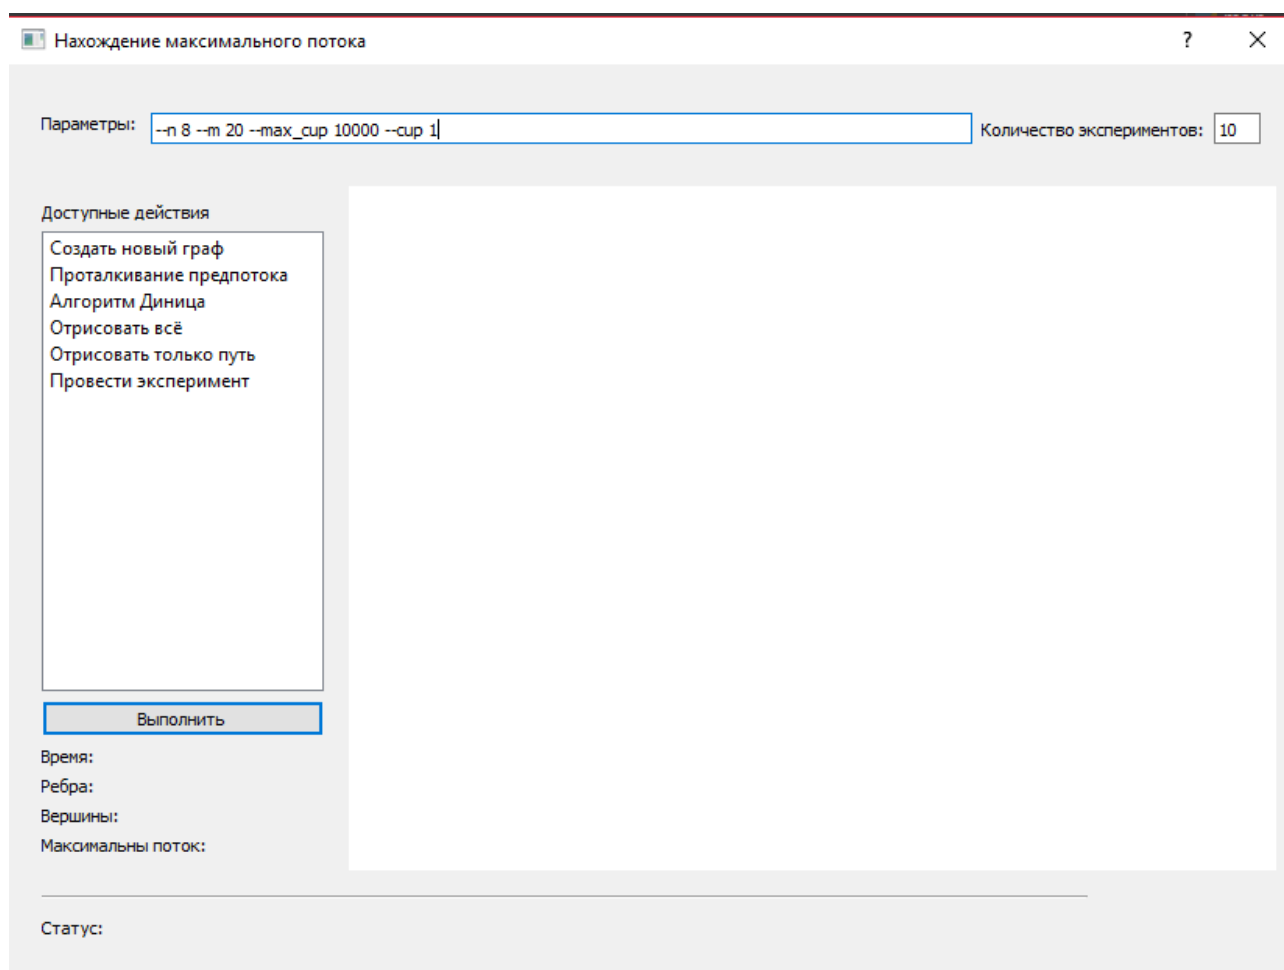 Нахождение максимального потока
?
Параметры: --n 8 --m 20 --max_cup 10000 --cup 1 Количество экспериментов: 10
Доступные действия
Создать новый граф
Проталкивание предпотока
Алгоритм Диница
Отрисовать всё
Отрисовать только путь
Провести эксперимент
Выполнить
Время:
Ребра:
Вершины:
Максимальны поток:
Статус: